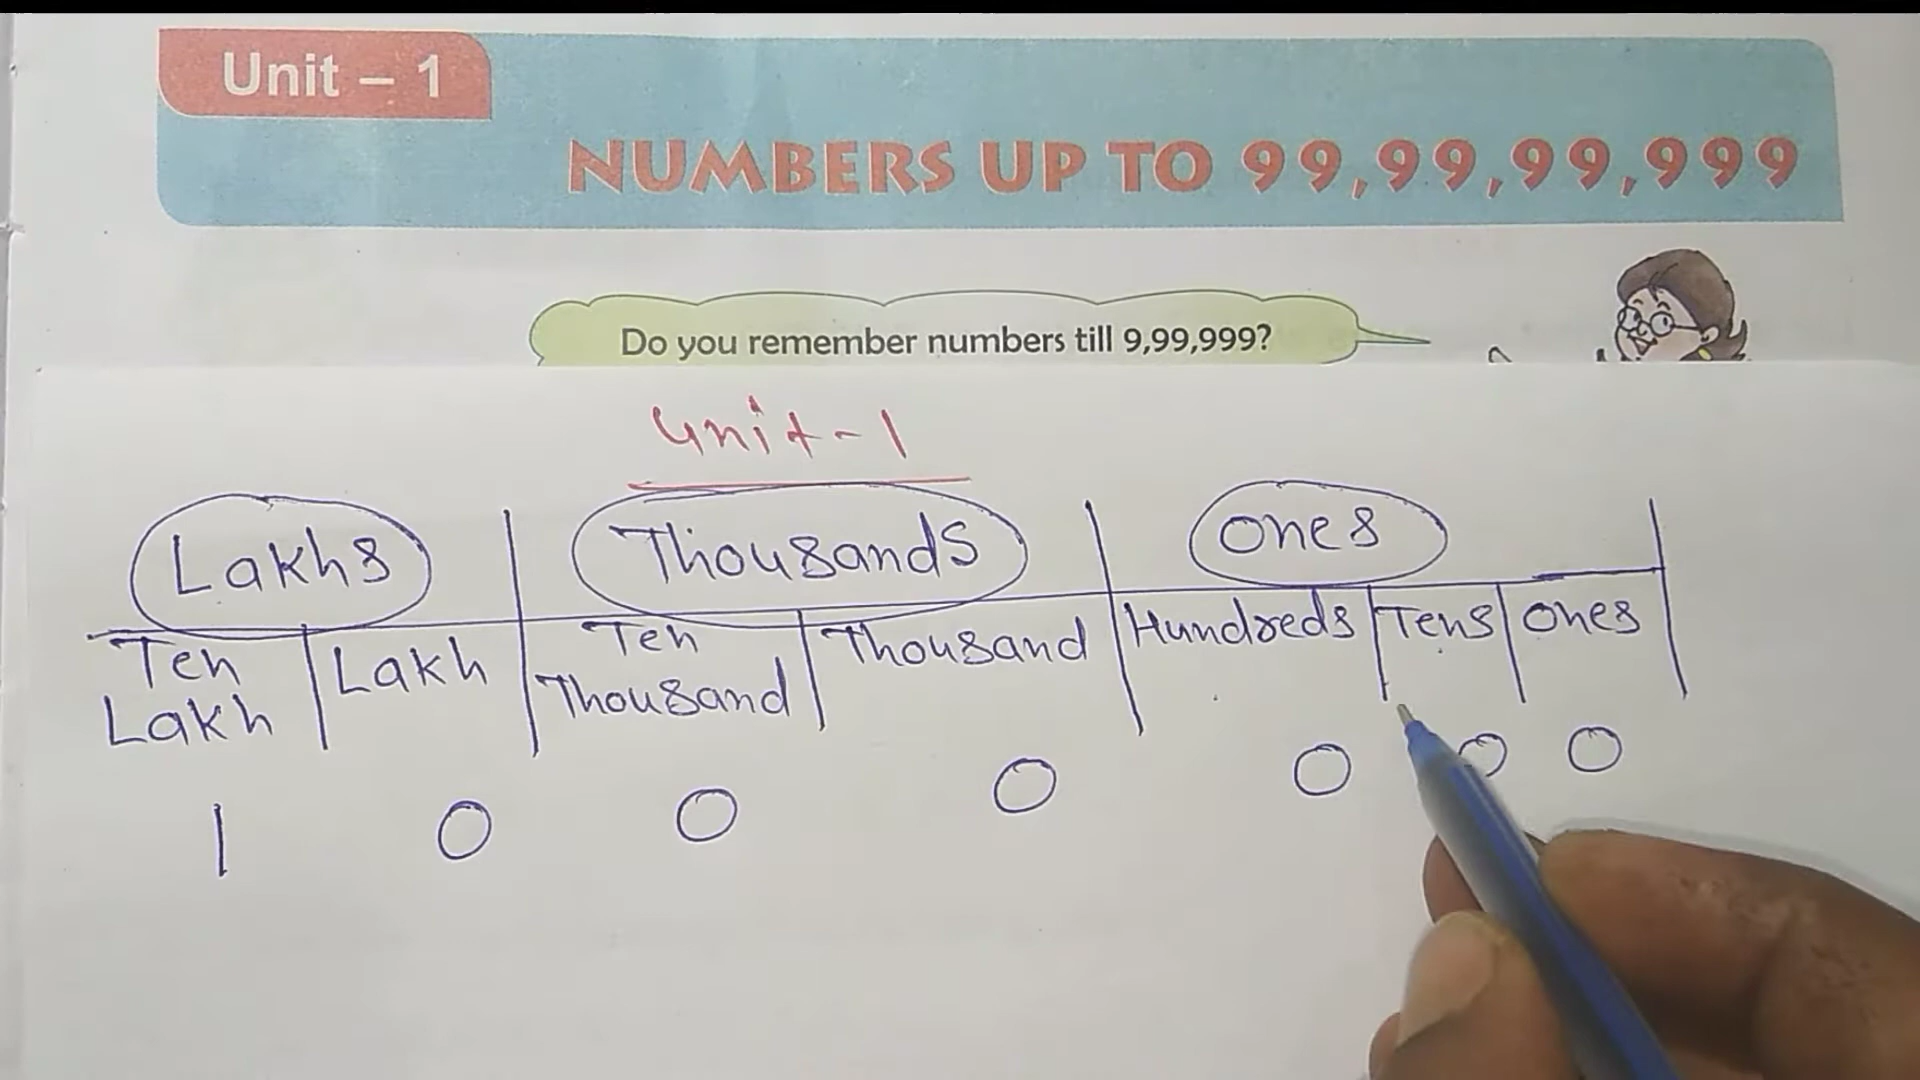 Unit – 1
NUMBERS UP TO 99,99,99,999
Do you remember numbers till 9,99,999?
Unit-1
Lakhs Thousands Ones
Ten Lakh Lakh Ten Thousand Thousand Hundreds Tens Ones
1 0 0 0 0 0 0